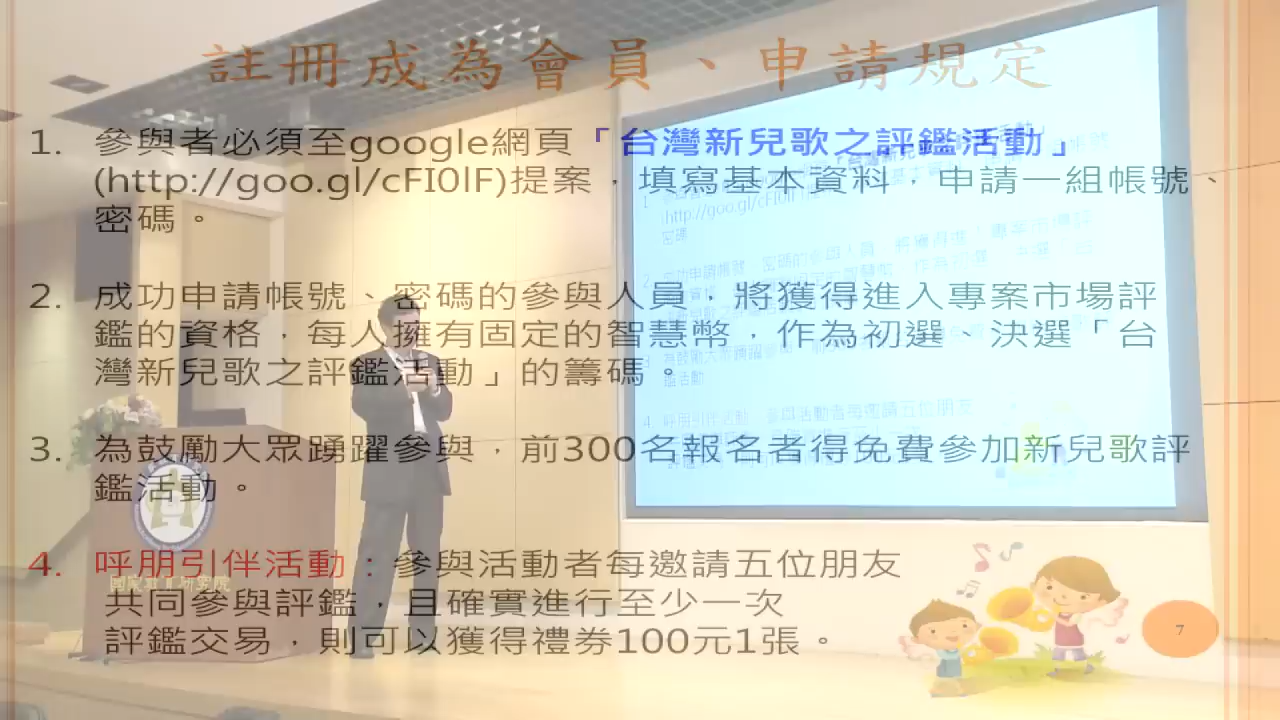 註冊成為會員、申請規定
1. 參與者必須至google網頁「台灣新兒歌之評鑑活動」
(http://goo.gl/cFI0lF)提案，填寫基本資料，申請一組帳號、
密碼。
2. 成功申請帳號、密碼的參與人員，將獲得進入專案市場評
鑑的資格，每人擁有固定的智慧幣，作為初選、決選「台
灣新兒歌之評鑑活動」的籌碼。
3. 為鼓勵大眾踴躍參與，前300名報名者得免費參加新兒歌評
鑑活動。
4. 呼朋引伴活動：參與活動者每邀請五位朋友
共同參與評鑑，且確實進行至少一次
評鑑交易，則可以獲得禮券100元1張。
國家教育研究院
7